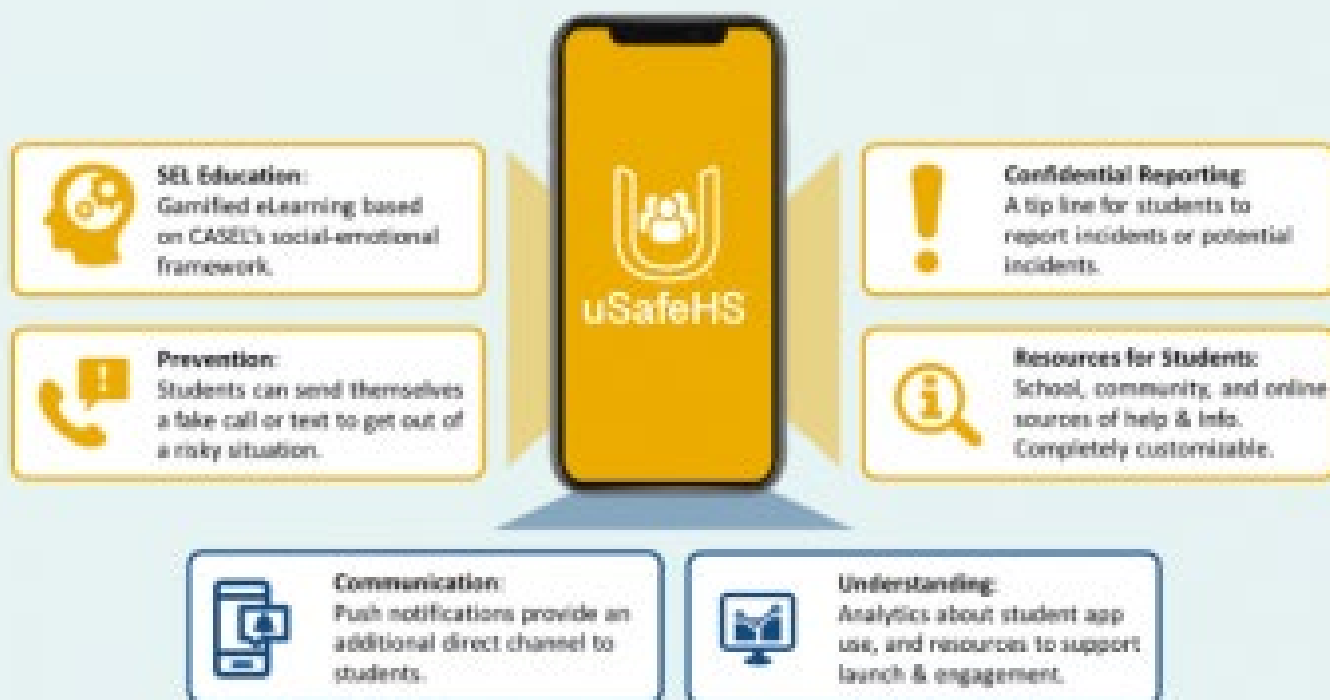 uSafeHS
SEL Education:
Gamified eLearning based
on CASEL's social-emotional
framework.
Prevention:
Students can send themselves
a fake call or text to get out of
a risky situation.
Confidential Reporting:
A tip line for students to
report incidents or potential
incidents.
Resources for Students:
School, community, and online
sources of help & Info.
Completely customizable.
Communication:
Push notifications provide an
additional direct channel to
students.
Understanding:
Analytics about student app
use, and resources to support
launch & engagement.